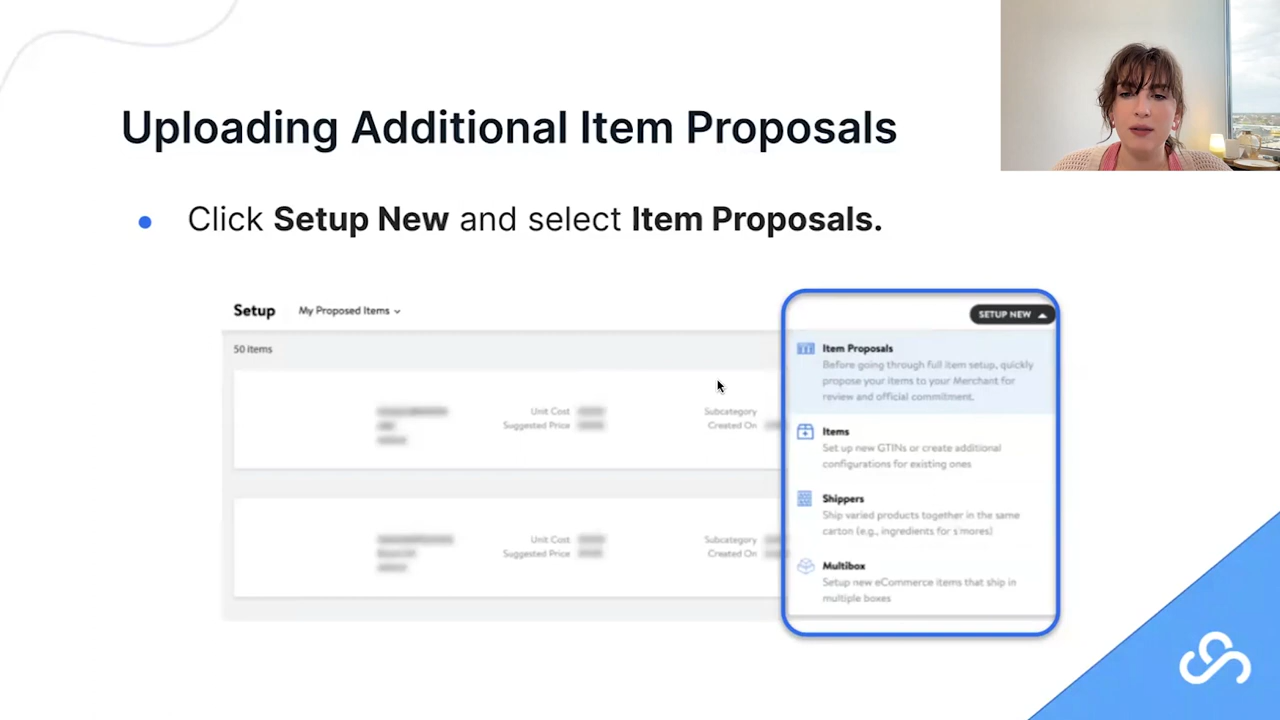 Uploading Additional Item Proposals
Click Setup New and select Item Proposals.
Setup
My Proposed Items
SETUP NEW
50 Items
Unit Cost
Suggested Price
Subcategory
Created On
Unit Cost
Suggested Price
Subcategory
Created On
Item Proposals
Before going through full item setup, quickly
propose your items to your Merchant for
review and official commitment.
Items
Set up new GTINs or create additional
configurations for existing ones
Shippers
Ship varied products together in the same
carton (e.g., ingredients for s'mores)
Multibox
Setup new eCommerce items that ship in
multiple boxes